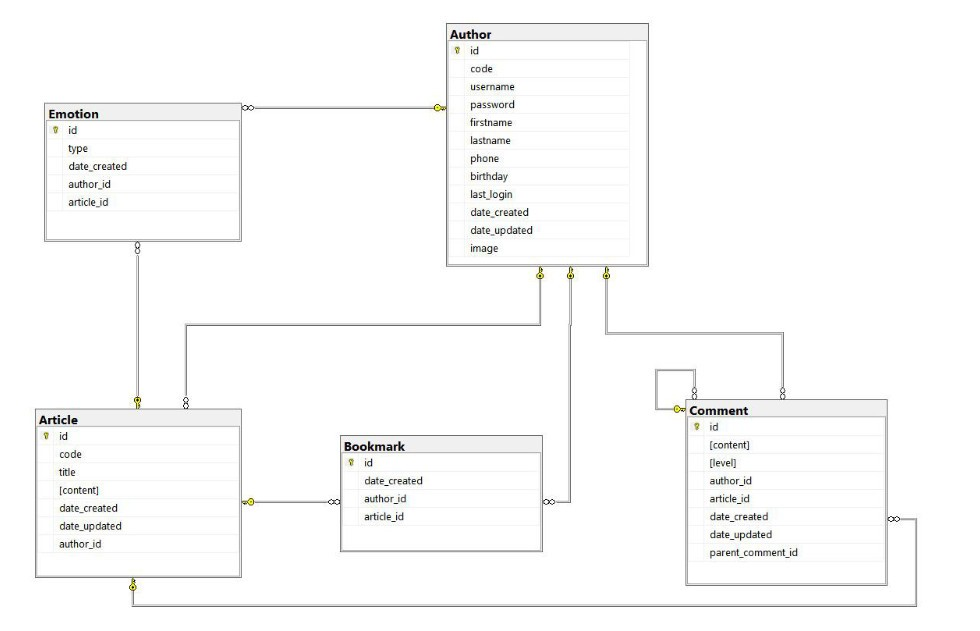 Author
id
code
username
password
firstname
lastname
phone
birthday
last_login
date_created
date_updated
image
Emotion
id
type
date_created
author_id
article_id
Article
id
code
title
[content]
date_created
date_updated
author_id
Bookmark
id
date_created
author_id
article_id
Comment
id
[content]
[level]
author_id
article_id
date_created
date_updated
parent_comment_id